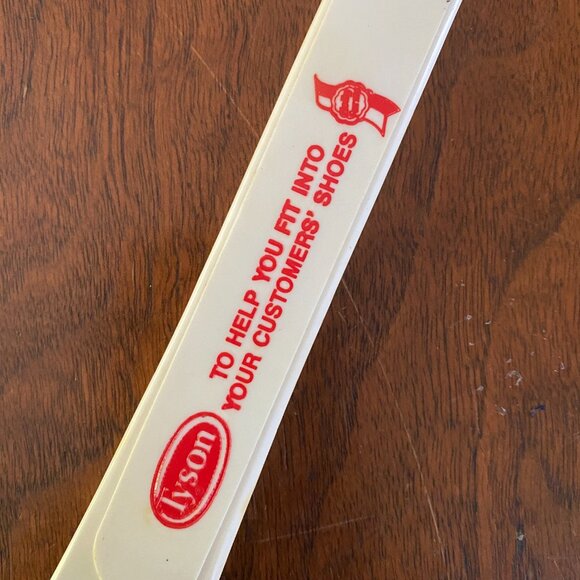 Tyson
TO HELP YOU FIT INTO
YOUR CUSTOMERS' SHOES